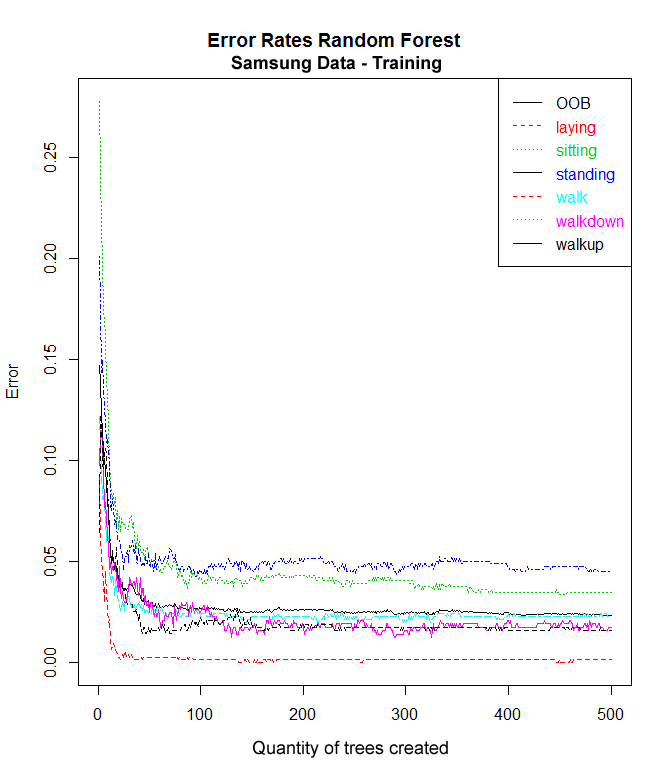 Error Rates Random Forest
Samsung Data - Training
OOB
laying
sitting
standing
walk
walkdown
walkup
Error
0.25
0.20
0.15
0.10
0.05
0.00
0 100 200 300 400 500
Quantity of trees created